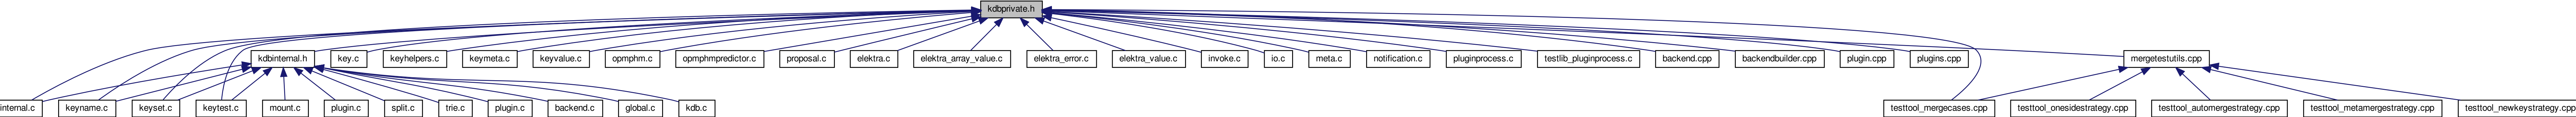 kdbprivate.h
kdbinternal.h
key.c
keyhelpers.c
keymeta.c
keyvalue.c
opmphm.c
opmphmpredictor.c
proposal.c
elektra.c
elektra_array_value.c
elektra_error.c
elektra_value.c
invoke.c
io.c
meta.c
notification.c
pluginprocess.c
testlib_pluginprocess.c
backend.cpp
backendbuilder.cpp
plugin.cpp
plugins.cpp
mergetestutils.cpp
internal.c
keyname.c
keyset.c
keytest.c
mount.c
plugin.c
split.c
trie.c
plugin.c
backend.c
global.c
kdb.c
testtool_mergecases.cpp
testtool_onesidestrategy.cpp
testtool_automergestrategy.cpp
testtool_metamergestrategy.cpp
testtool_newkeystrategy.cpp